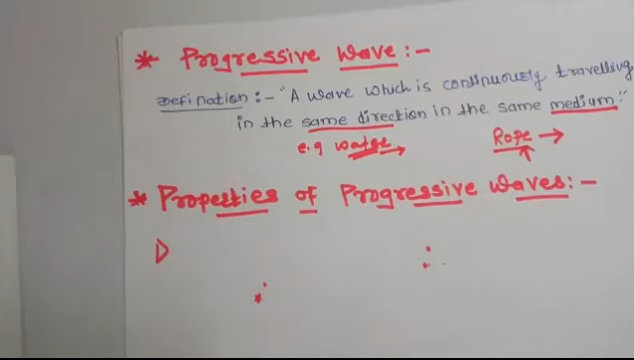 * Progressive Wave :-
Defination :- "A wave which is continuously travelling
in the same direction in the same medium."
e.g water → Rope →
* Properties of Progressive Waves :-
1)